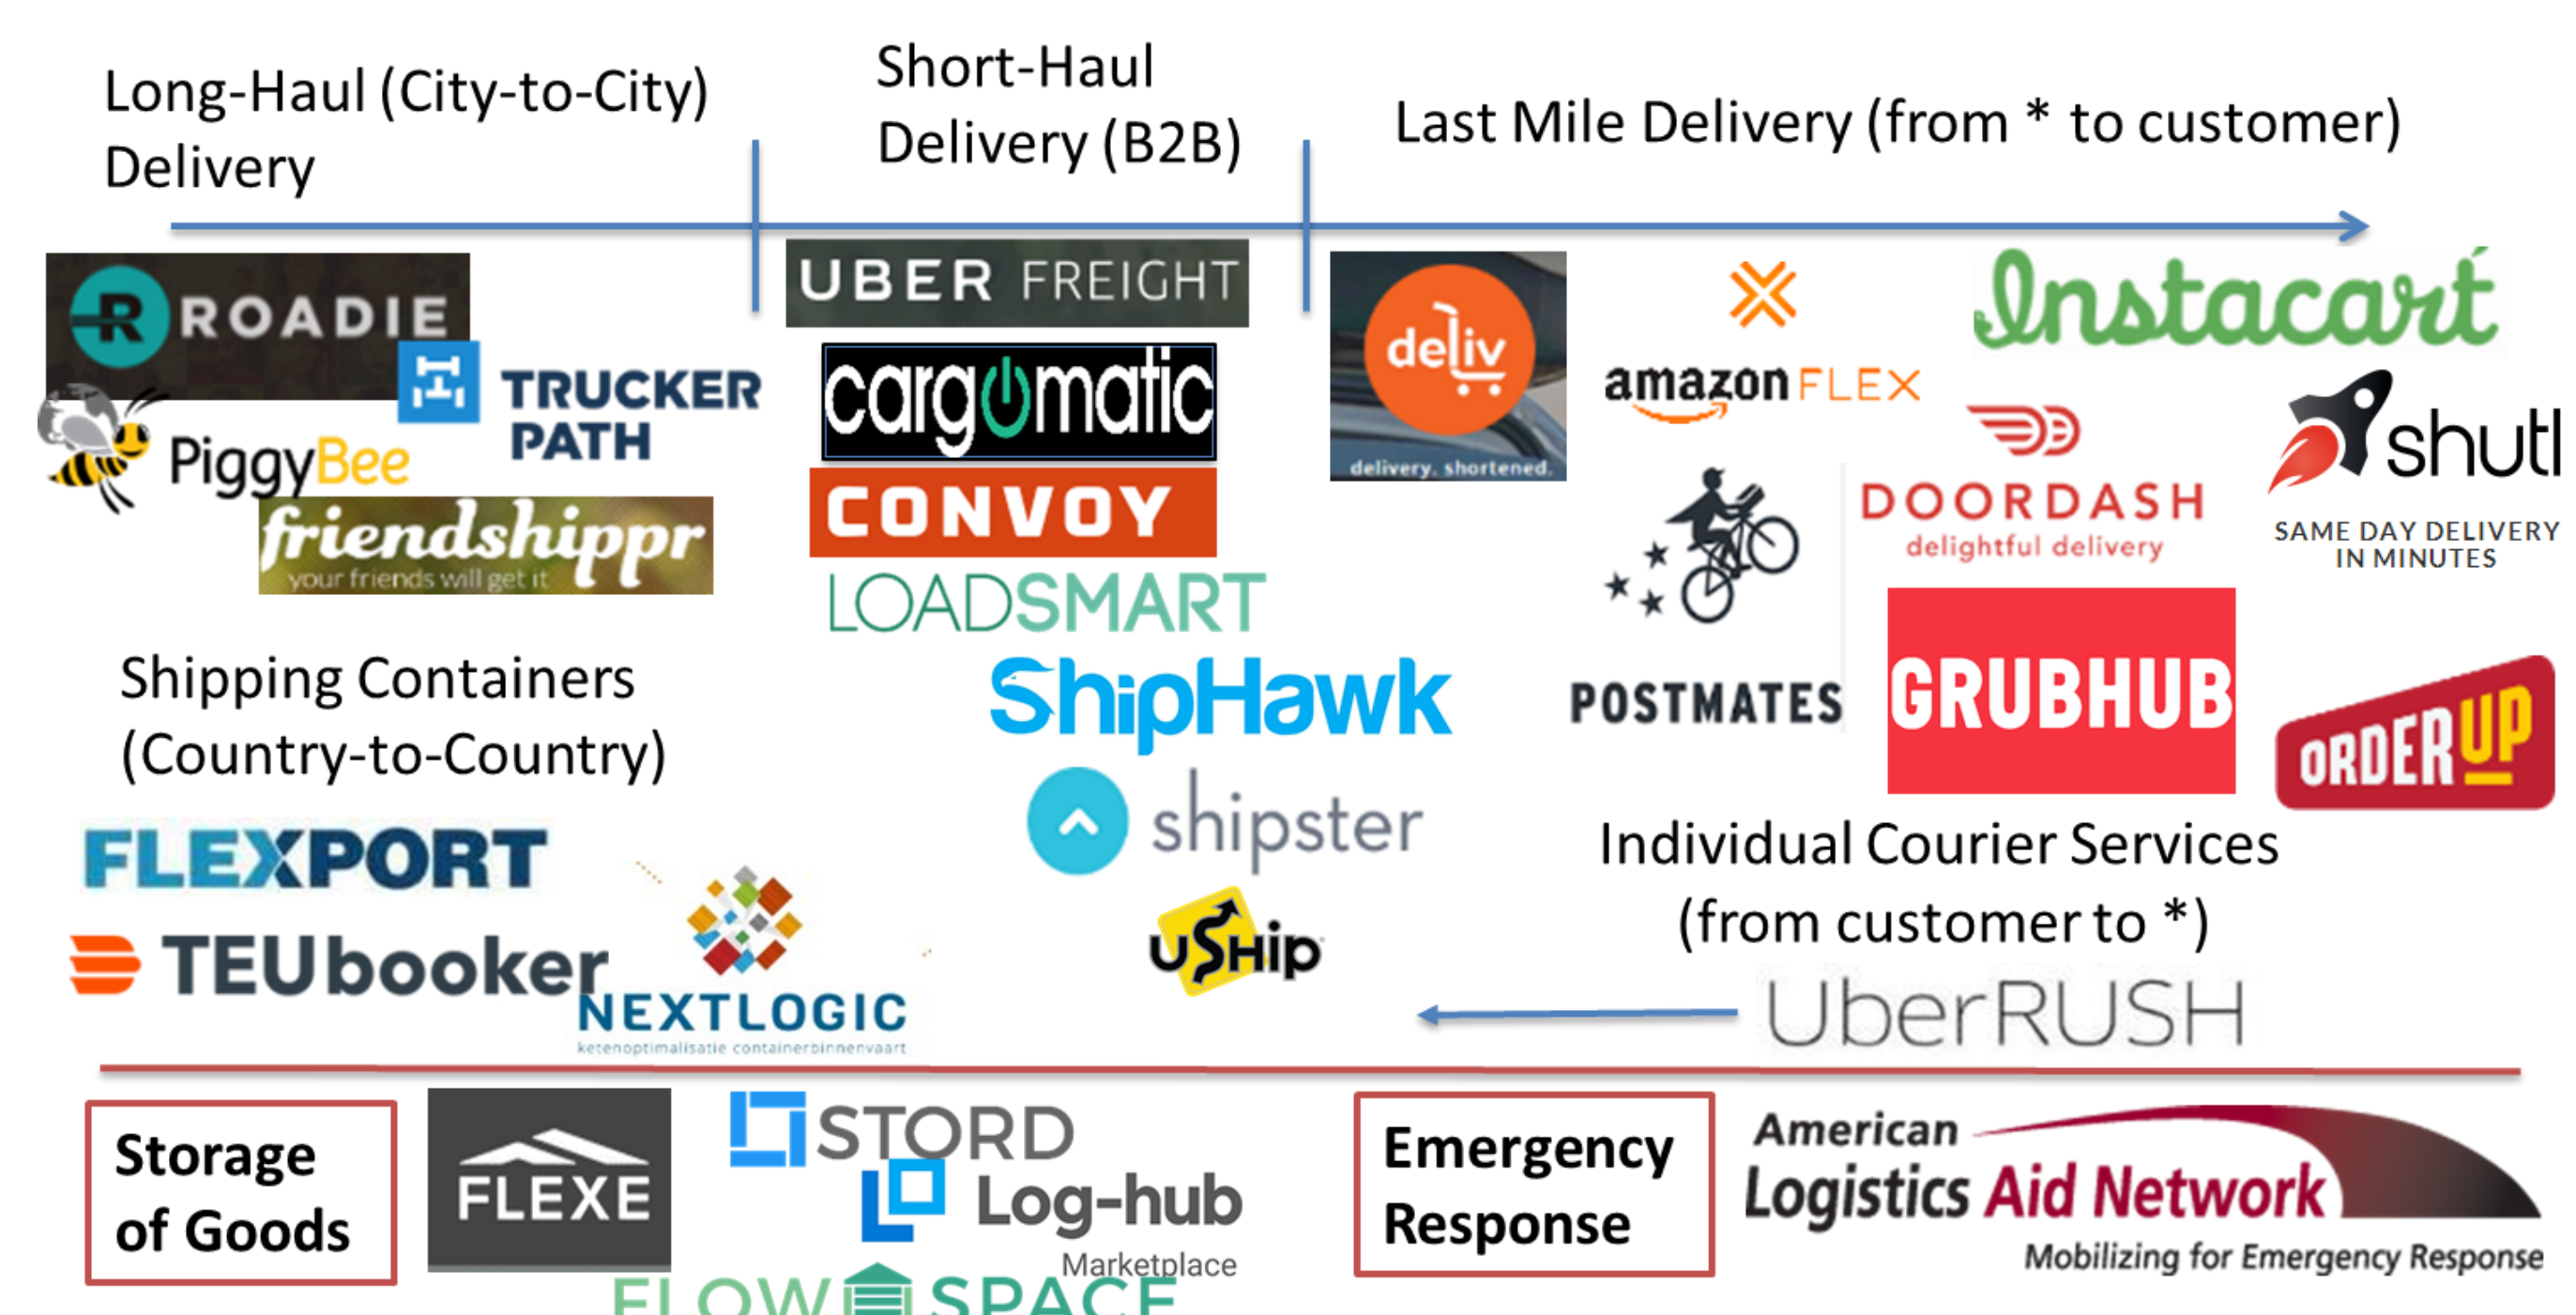 Long-Haul (City-to-City)
Delivery
Short-Haul
Delivery (B2B)
Last Mile Delivery (from * to customer)
R ROADIE
TRUCKER
PATH
PiggyBee
friendshippr
your friends will get it
UBER FREIGHT
cargomatic
CONVOY
LOADSMART
ShipHawk
shipster
uShip
deliv
delivery. shortened.
amazon FLEX
Instacart
DOORDASH
delightful delivery
shutl
SAME DAY DELIVERY
IN MINUTES
POSTMATES
GRUBHUB
ORDERUP
Shipping Containers
(Country-to-Country)
FLEXPORT
TEUbooker
NEXTLOGIC
ketenoptimalisatie containerbinnenvaart
Individual Courier Services
(from customer to *)
UberRUSH
Storage
of Goods
FLEXE
STORD
Log-hub
Marketplace
FLOW SPACE
Emergency
Response
American
Logistics Aid Network
Mobilizing for Emergency Response